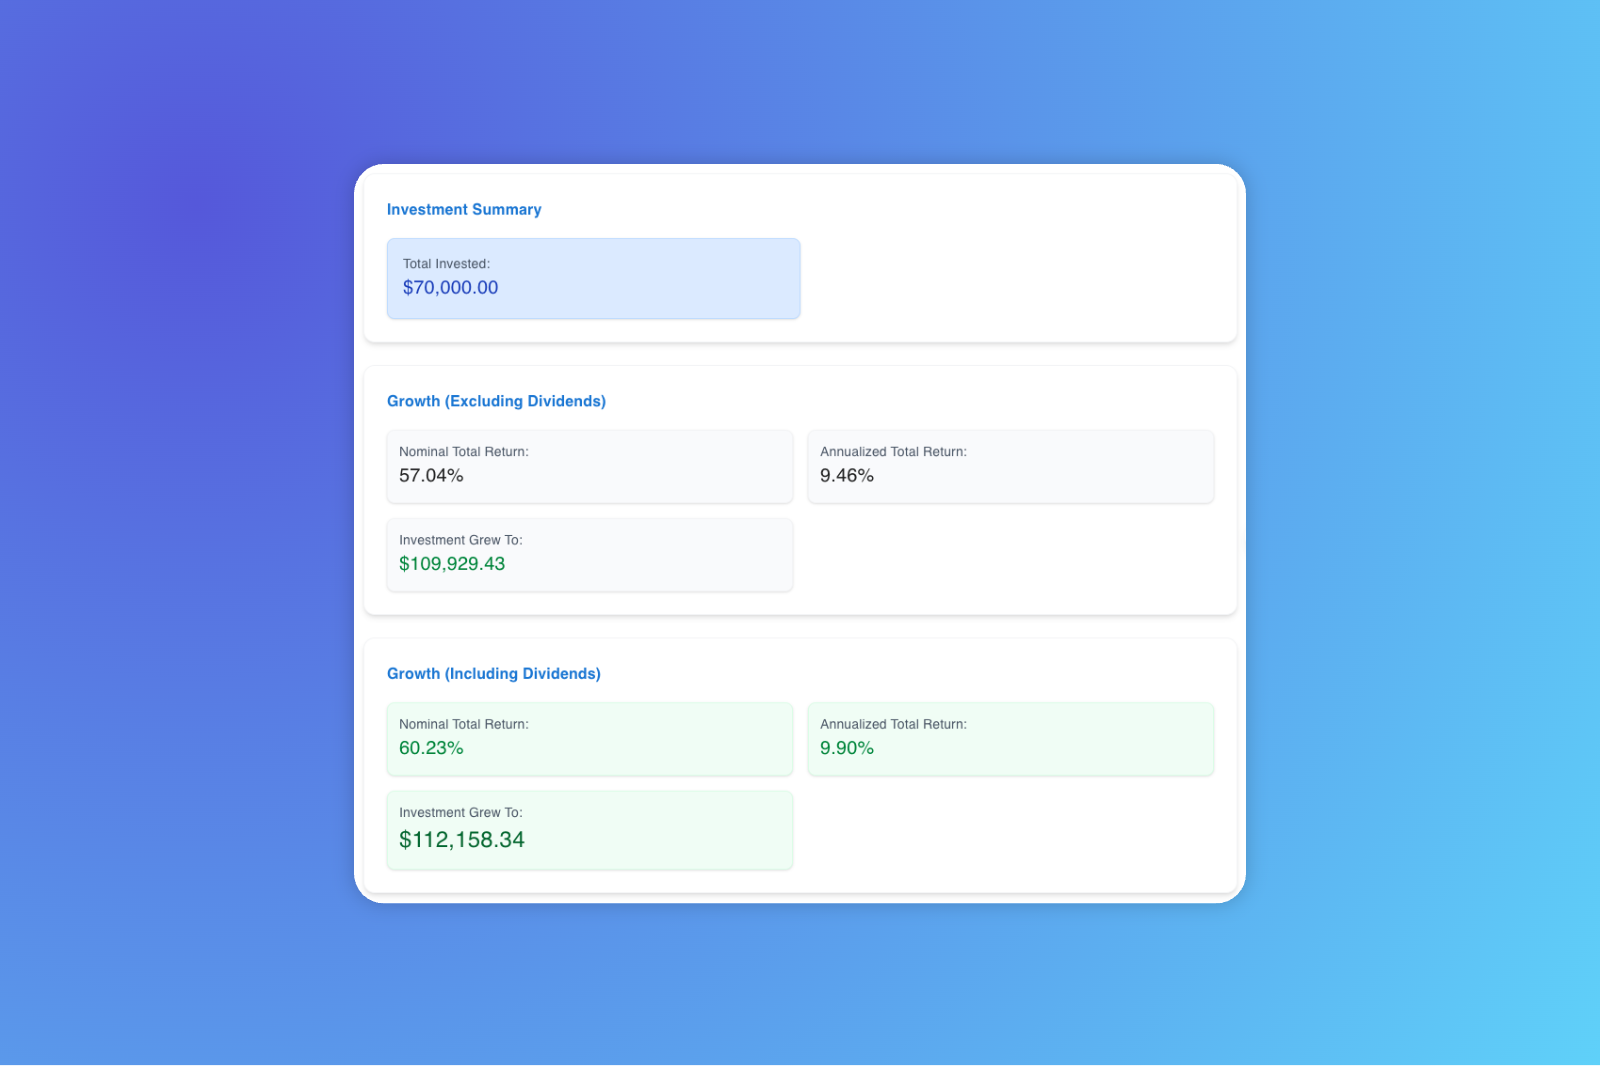 Investment Summary
Total Invested:
$70,000.00
Growth (Excluding Dividends)
Nominal Total Return:
57.04%
Annualized Total Return:
9.46%
Investment Grew To:
$109,929.43
Growth (Including Dividends)
Nominal Total Return:
60.23%
Annualized Total Return:
9.90%
Investment Grew To:
$112,158.34